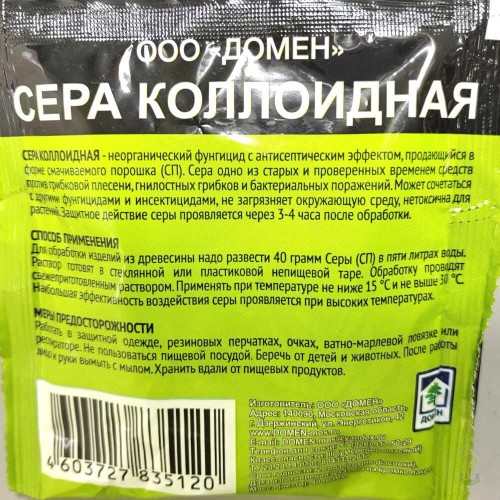 ООО «ДОМЕН»
СЕРА КОЛЛОИДНАЯ
СЕРА КОЛЛОИДНАЯ - неорганический фунгицид с антисептическим эффектом, продающийся в
форме смачиваемого порошка (СП). Сера одно из старых и проверенных временем средств
против грибковой плесени, гнилостных грибков и бактериальных поражений. Может сочетаться
с другими фунгицидами и инсектицидами, не загрязняет окружающую среду, нетоксична для
растений. Защитное действие серы проявляется через 3-4 часа после обработки.
СПОСОБ ПРИМЕНЕНИЯ
Для обработки изделий из древесины надо развести 40 грамм Серы (СП) в пяти литрах воды.
Раствор готовят в стеклянной или пластиковой непищевой таре. Обработку проводят
свежеприготовленным раствором. Применять при температуре не ниже 15 °С и не выше 30 °С.
Наибольшая эффективность воздействия серы проявляется при высоких температурах.
МЕРЫ ПРЕДОСТОРОЖНОСТИ
Работать в защитной одежде, резиновых перчатках, очках, ватно-марлевой повязке или
респираторе. Не пользоваться пищевой посудой. Беречь от детей и животных. После работы
лицо и руки вымыть с мылом. Хранить вдали от пищевых продуктов.
Изготовитель: ООО «ДОМЕН»
Адрес: 140090, Московская область,
г. Дзержинский, ул. Энергетиков, 42
E-mail:
Телефон для
ДОМЕН
4 603727 835120